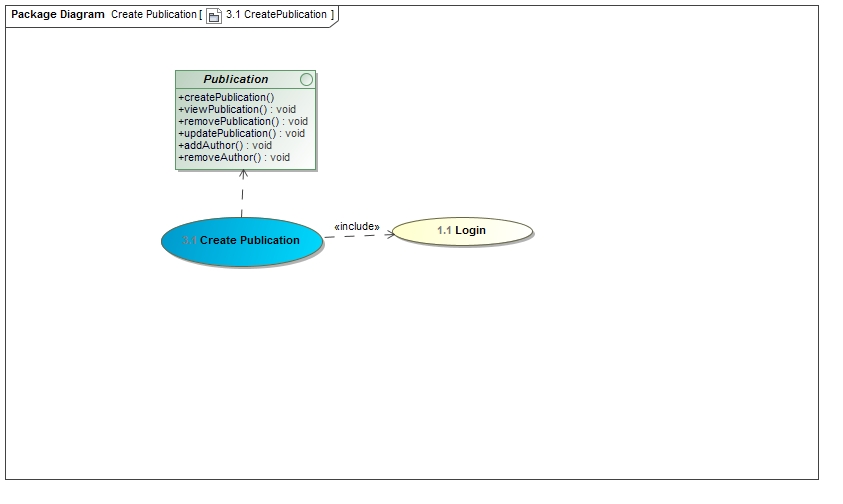 Package Diagram Create Publication [ 3.1 CreatePublication ]
Publication
+createPublication()
+viewPublication() : void
+removePublication() : void
+updatePublication() : void
+addAuthor() : void
+removeAuthor() : void
«include»
3.1 Create Publication
1.1 Login